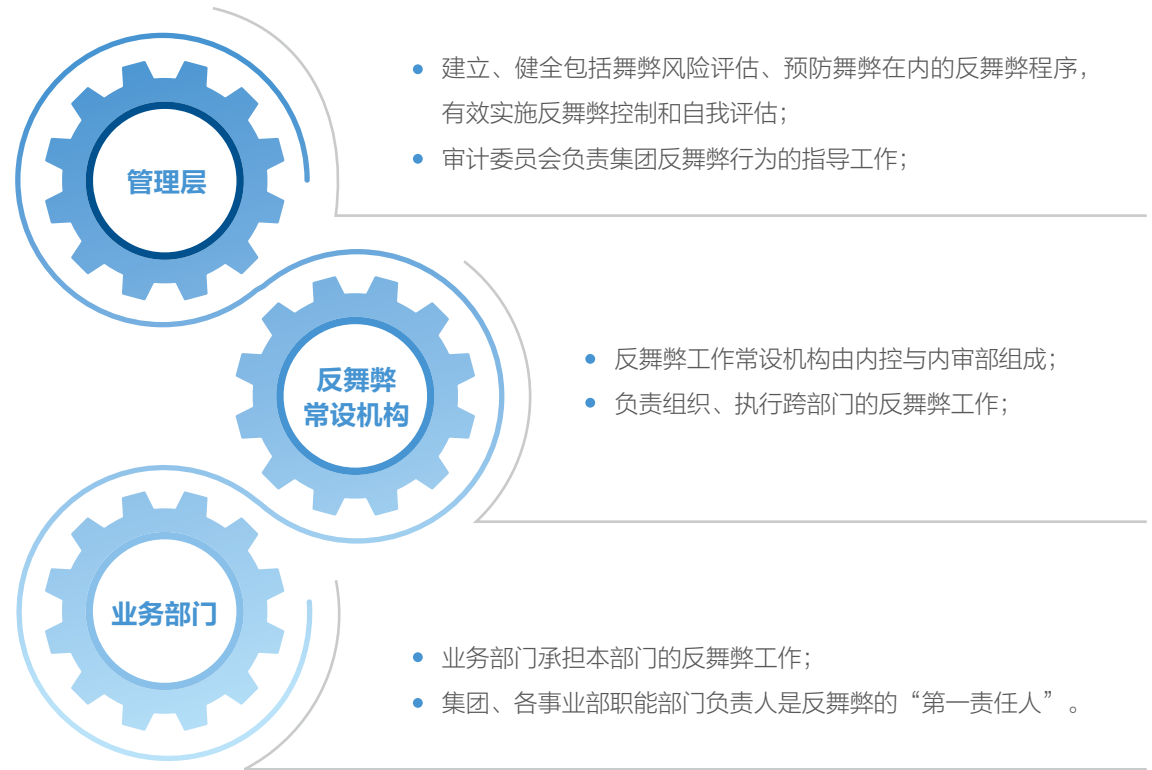 管理层
建立、健全包括舞弊风险评估、预防舞弊在内的反舞弊程序，
有效实施反舞弊控制和自我评估；
审计委员会负责集团反舞弊行为的指导工作；
反舞弊
常设机构
反舞弊工作常设机构由内控与内审部组成；
负责组织、执行跨部门的反舞弊工作；
业务部门
业务部门承担本部门的反舞弊工作；
集团、各事业部职能部门负责人是反舞弊的“第一责任人”。